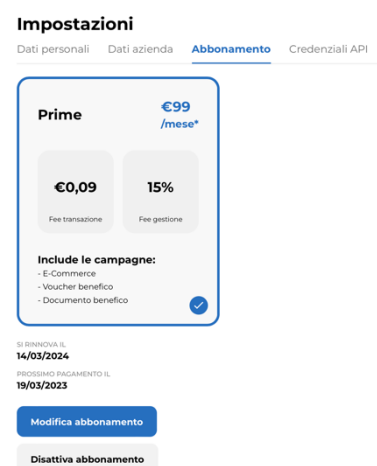 Impostazioni
Dati personali Dati azienda Abbonamento Credenziali API
Prime
€99
/mese*
€0,09 15%
Fee transazione Fee gestione
Include le campagne:
- E-Commerce
- Voucher benefico
- Documento benefico
SI RINNOVA IL
14/03/2024
PROSSIMO PAGAMENTO IL
19/03/2023
Modifica abbonamento
Disattiva abbonamento